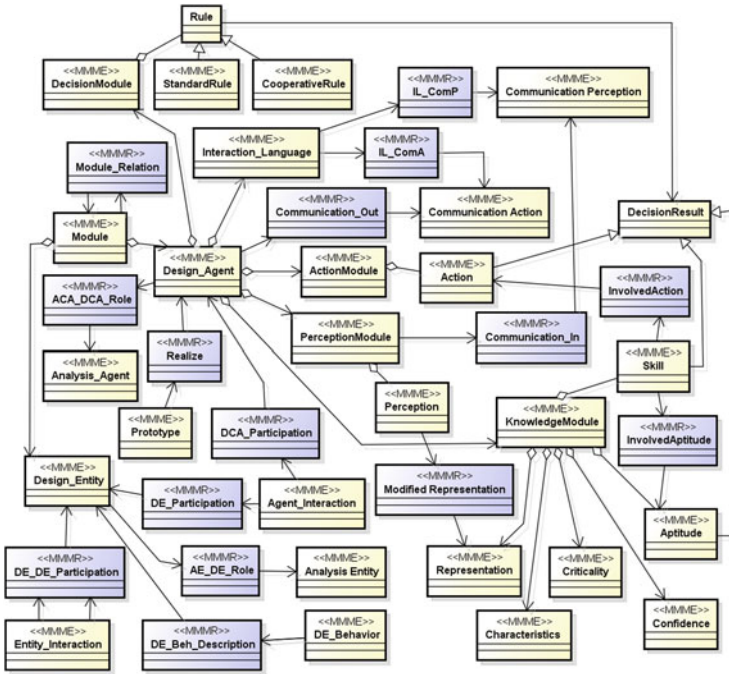 Rule
<<MMME>>
DecisionModule
<<MMME>>
StandardRule
<<MMME>>
CooperativeRule
<<MMMR>>
IL_ComP
<<MMME>>
Communication Perception
<<MMME>>
Interaction_Language
<<MMMR>>
IL_ComA
<<MMMR>>
Module_Relation
<<MMMR>>
Communication_Out
<<MMME>>
Communication Action
<<MMME>>
DecisionResult
<<MMME>>
Module
<<MMME>>
Design_Agent
<<MMME>>
ActionModule
<<MMME>>
Action
<<MMMR>>
InvolvedAction
<<MMMR>>
ACA_DCA_Role
<<MMMR>>
Realize
<<MMME>>
PerceptionModule
<<MMMR>>
Communication_In
<<MMME>>
Skill
<<MMME>>
Analysis_Agent
<<MMME>>
Prototype
<<MMME>>
Perception
<<MMME>>
KnowledgeModule
<<MMMR>>
DCA_Participation
<<MMMR>>
InvolvedAptitude
<<MMME>>
Design_Entity
<<MMMR>>
DE_Participation
<<MMME>>
Agent_Interaction
<<MMMR>>
Modified Representation
<<MMME>>
Aptitude
<<MMMR>>
DE_DE_Participation
<<MMMR>>
AE_DE_Role
<<MMME>>
Analysis Entity
<<MMME>>
Representation
<<MMME>>
Criticality
<<MMME>>
Entity_Interaction
<<MMMR>>
DE_Beh_Description
<<MMME>>
DE_Behavior
<<MMME>>
Characteristics
<<MMME>>
Confidence